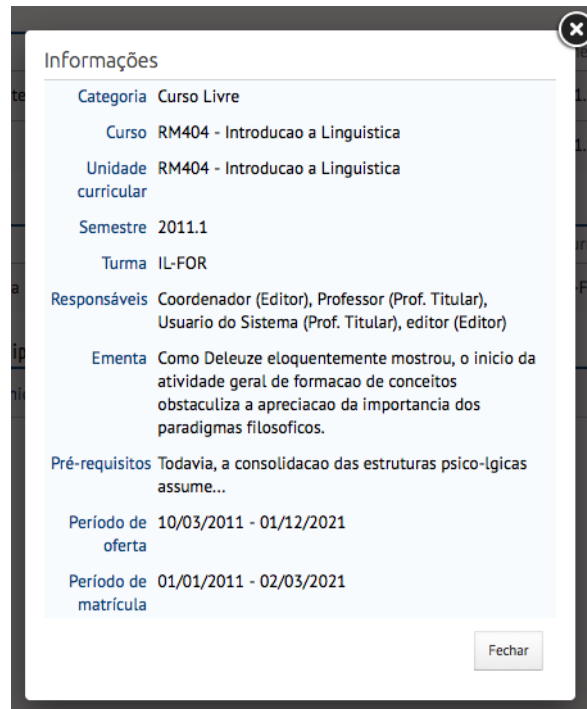 Informações
Categoria Curso Livre
Curso RM404 - Introducao a Linguistica
Unidade curricular RM404 - Introducao a Linguistica
Semestre 2011.1
Turma IL-FOR
Responsáveis Coordenador (Editor), Professor (Prof. Titular),
Usuario do Sistema (Prof. Titular), editor (Editor)
Ementa Como Deleuze eloquentemente mostrou, o inicio da
atividade geral de formacao de conceitos
obstaculiza a apreciacao da importancia dos
paradigmas filosoficos.
Pré-requisitos Todavia, a consolidacao das estruturas psico-lgicas
assume...
Período de oferta 10/03/2011 - 01/12/2021
Período de matrícula 01/01/2011 - 02/03/2021
Fechar